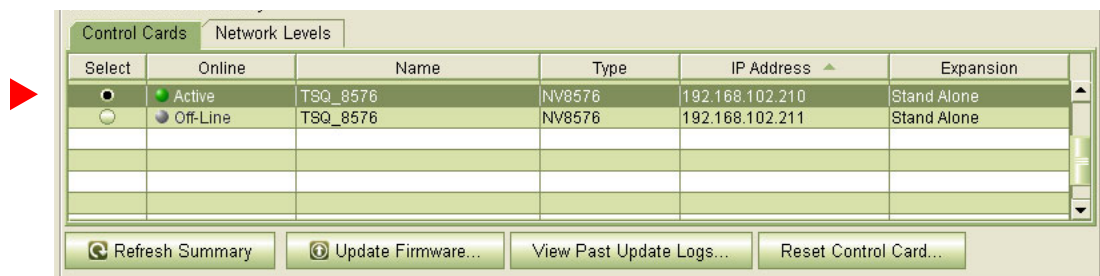 Control Cards Network Levels
Select Online Name Type IP Address Expansion
Active TSQ_8576 NV8576 192.168.102.210 Stand Alone
Off-Line TSQ_8576 NV8576 192.168.102.211 Stand Alone
Refresh Summary Update Firmware... View Past Update Logs... Reset Control Card...